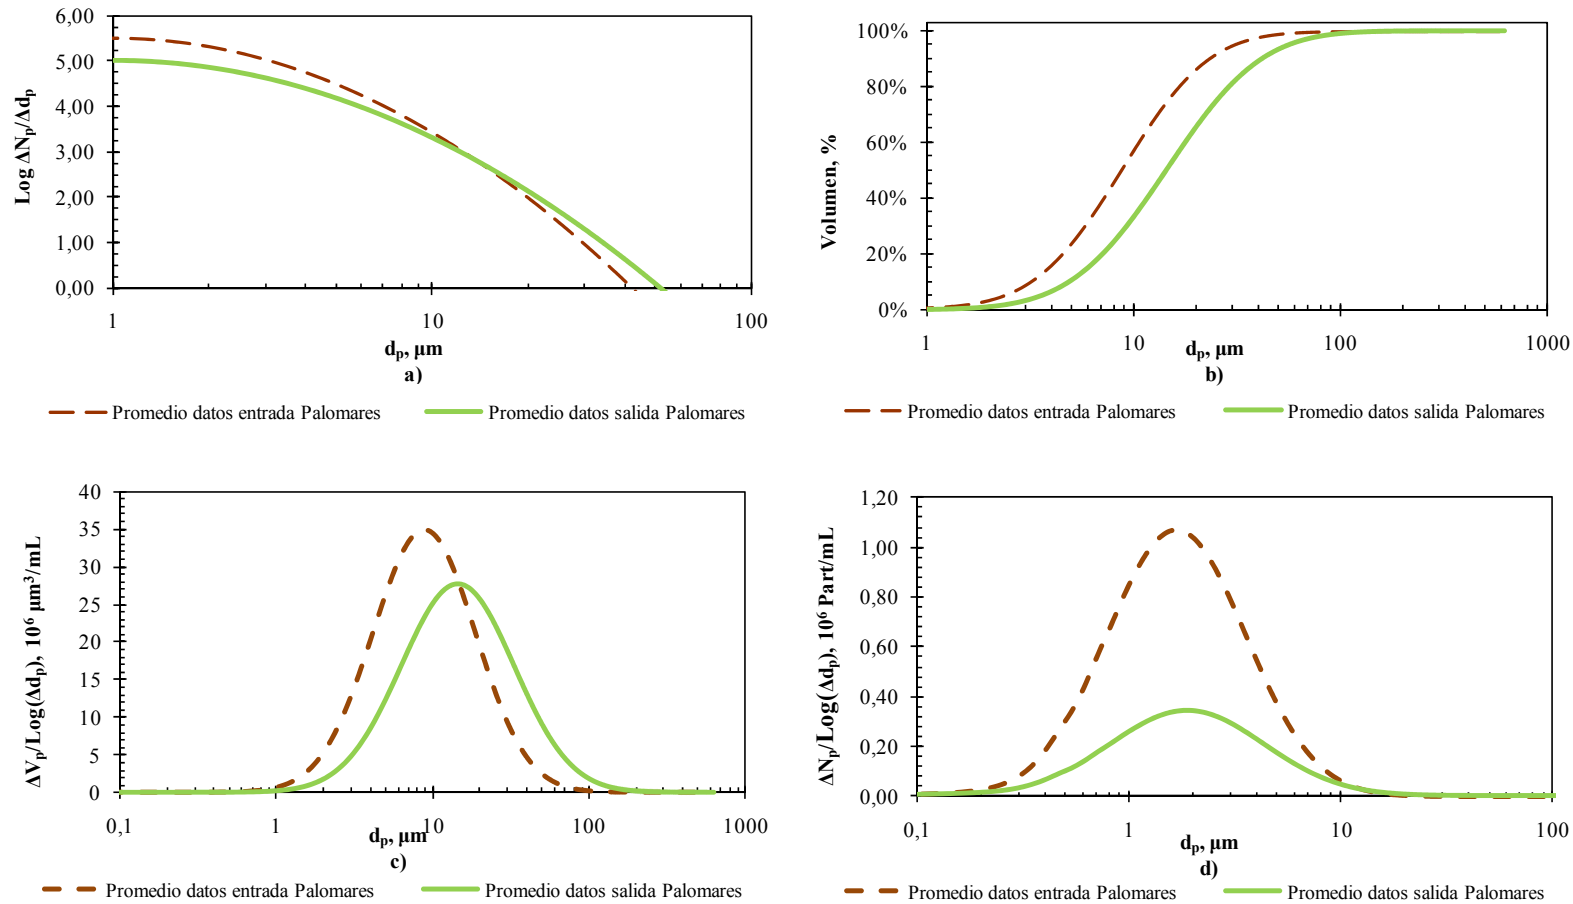 6,00
5,00
4,00
3,00
2,00
1,00
0,00
Log ΔNp/Δdp
1 10 100
dp, μm
a)
Promedio datos entrada Palomares Promedio datos salida Palomares
100%
80%
60%
40%
20%
0%
Volumen, %
1 10 100 1000
dp, μm
b)
Promedio datos entrada Palomares Promedio datos salida Palomares
40
35
30
25
20
15
10
5
0
ΔVp/Log(Δdp), 10⁶ μm³/mL
0,1 1 10 100 1000
dp, μm
c)
Promedio datos entrada Palomares Promedio datos salida Palomares
1,20
1,00
0,80
0,60
0,40
0,20
0,00
ΔNp/Log(Δdp), 10⁶ Part/mL
0,1 1 10 100
dp, μm
d)
Promedio datos entrada Palomares Promedio datos salida Palomares